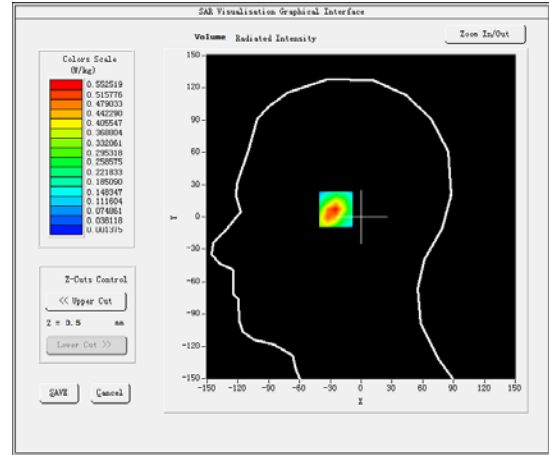 SAR Visualisation Graphical Interface
Colors Scale
(W/kg)
0.552519
0.515776
0.479033
0.442290
0.405547
0.368804
0.332061
0.295318
0.258575
0.221833
0.185090
0.148347
0.111604
0.074861
0.038118
0.001375
Z-Cuts Control
<< Upper Cut
Z = 0.5 mm
Lower Cut >>
SAVE Cancel
Volume Radiated Intensity
Zoom In/Out
150
120
90
60
30
0
-30
-60
-90
-120
-150
Y
-150 -120 -90 -60 -30 0 30 60 90 120 150
X